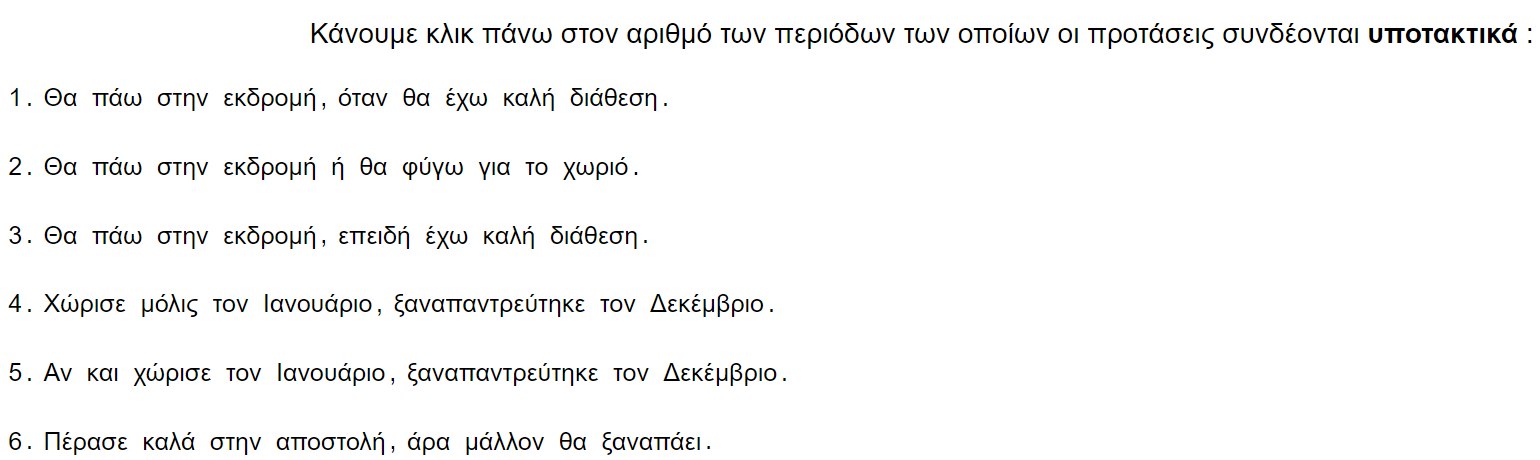 Κάνουμε κλικ πάνω στον αριθμό των περιόδων των οποίων οι προτάσεις συνδέονται υποτακτικά :
1. Θα πάω στην εκδρομή, όταν θα έχω καλή διάθεση.
2. Θα πάω στην εκδρομή ή θα φύγω για το χωριό.
3. Θα πάω στην εκδρομή, επειδή έχω καλή διάθεση.
4. Χώρισε μόλις τον Ιανουάριο, ξαναπαντρεύτηκε τον Δεκέμβριο.
5. Αν και χώρισε τον Ιανουάριο, ξαναπαντρεύτηκε τον Δεκέμβριο.
6. Πέρασε καλά στην αποστολή, άρα μάλλον θα ξαναπάει.